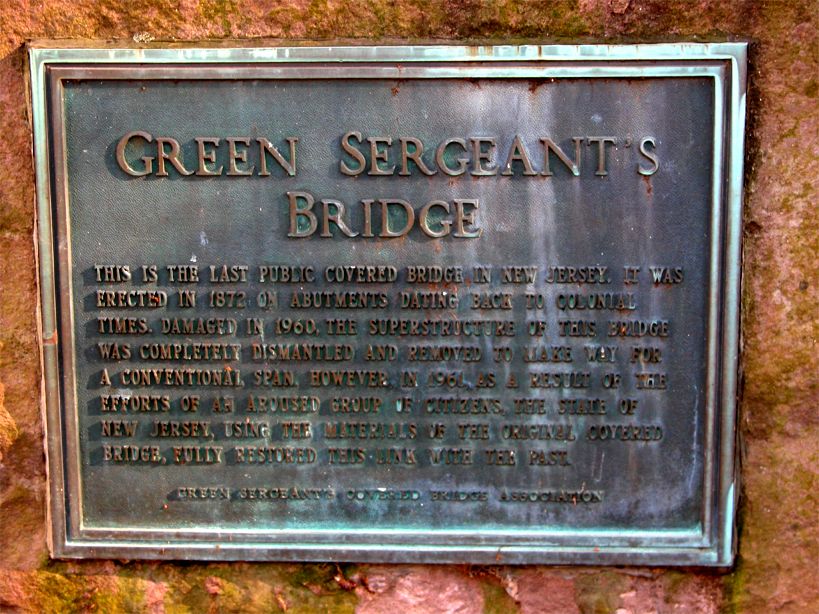 GREEN SERGEANT'S
BRIDGE
THIS IS THE LAST PUBLIC COVERED BRIDGE IN NEW JERSEY. IT WAS
ERECTED IN 1872 ON ABUTMENTS DATING BACK TO COLONIAL
TIMES. DAMAGED IN 1960, THE SUPERSTRUCTURE OF THIS BRIDGE
WAS COMPLETELY DISMANTLED AND REMOVED TO MAKE WAY FOR
A CONVENTIONAL SPAN. HOWEVER, IN 1961, AS A RESULT OF THE
EFFORTS OF AN AROUSED GROUP OF CITIZENS, THE STATE OF
NEW JERSEY, USING THE MATERIALS OF THE ORIGINAL COVERED
BRIDGE, FULLY RESTORED THIS LINK WITH THE PAST.
GREEN SERGEANT'S COVERED BRIDGE ASSOCIATION